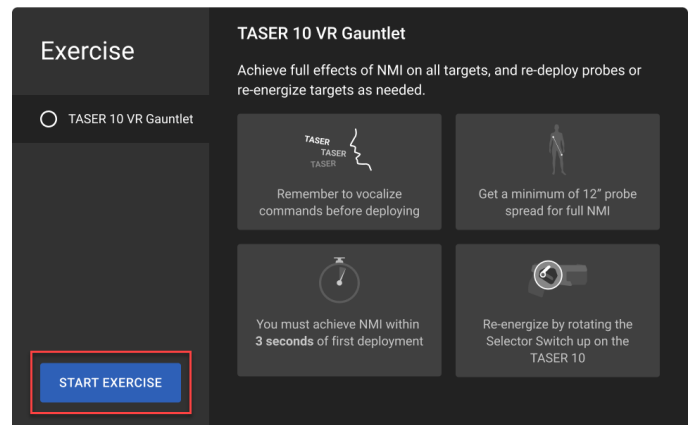 Exercise
TASER 10 VR Gauntlet
START EXERCISE
TASER 10 VR Gauntlet
Achieve full effects of NMI on all targets, and re-deploy probes or
re-energize targets as needed.
TASER
TASER
TASER
Remember to vocalize
commands before deploying
Get a minimum of 12” probe
spread for full NMI
You must achieve NMI within
3 seconds of first deployment
Re-energize by rotating the
Selector Switch up on the
TASER 10